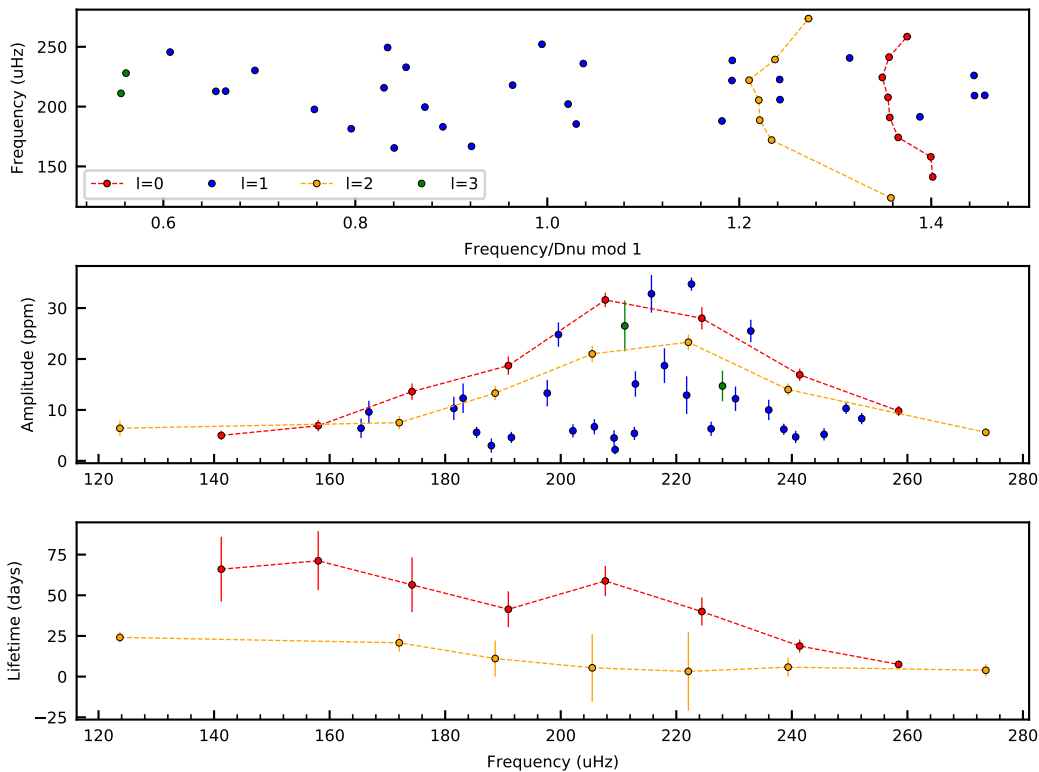 250
200
150
Frequency (uHz)
l=0 l=1 l=2 l=3
0.6 0.8 1.0 1.2 1.4
Frequency/Dnu mod 1
30
20
10
0
Amplitude (ppm)
120 140 160 180 200 220 240 260 280
75
50
25
0
−25
Lifetime (days)
120 140 160 180 200 220 240 260 280
Frequency (uHz)